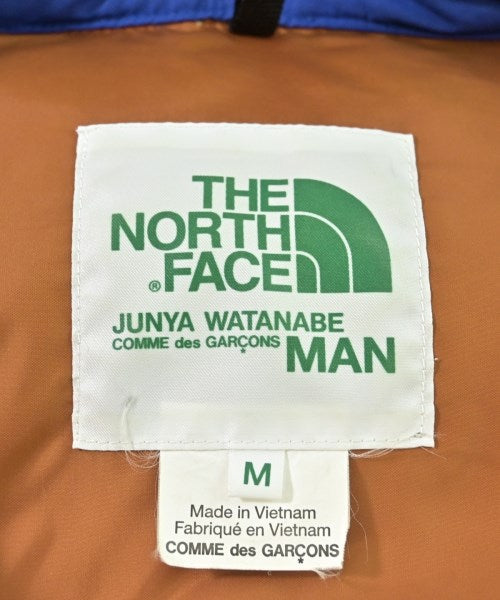 THE
NORTH
FACE
®
JUNYA WATANABE
COMME des GARÇONS MAN
M
Made in Vietnam
Fabriqué en Vietnam
COMME des GARÇONS